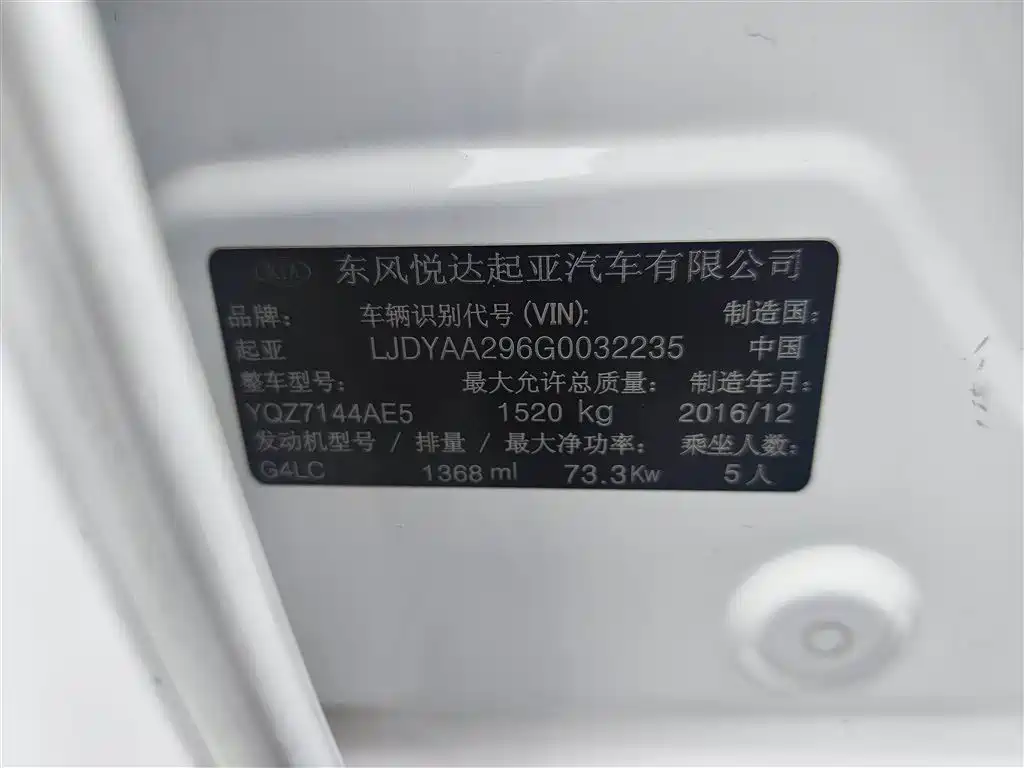 KIA 东风悦达起亚汽车有限公司
品牌: 车辆识别代号(VIN): 制造国:
起亚 LJDYAA296G0032235 中国
整车型号: 最大允许总质量: 制造年月:
YQZ7144AE5 1520 kg 2016/12
发动机型号 / 排量 / 最大净功率: 乘坐人数:
G4LC 1368 ml 73.3Kw 5人